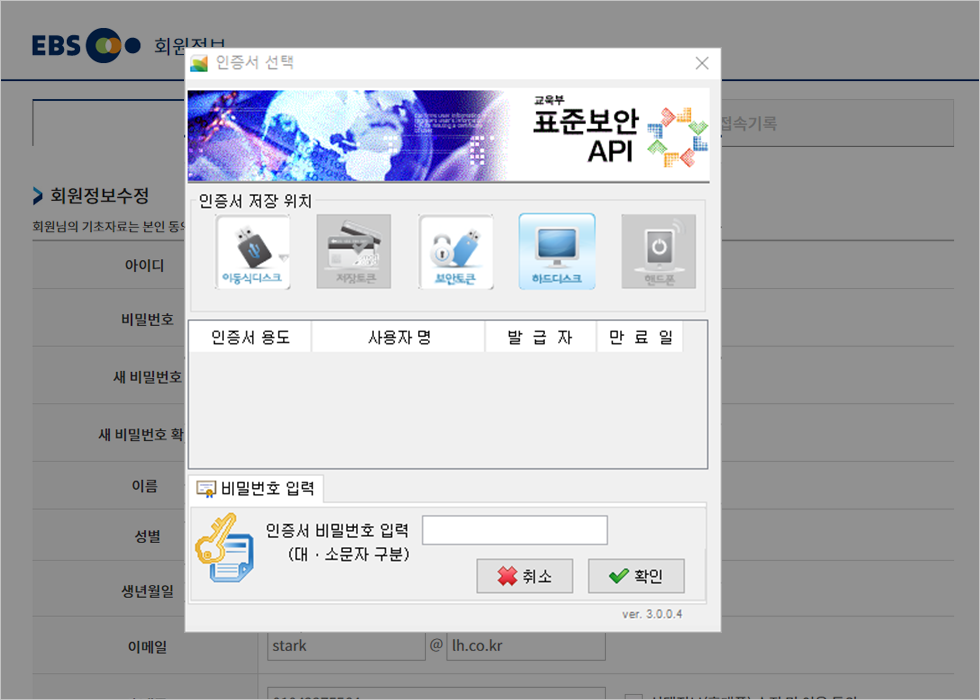 EBS 회원정보
인증서 선택
교육부
표준보안
API
접속기록
회원정보수정
회원님의 기초자료는 본인 동의
인증서 저장 위치
이동식디스크
저장토큰
보안토큰
하드디스크
핸드폰
아이디
비밀번호
새 비밀번호
새 비밀번호 확
이름
성별
생년월일
이메일
인증서 용도 사용자 명 발 급 자 만 료 일
비밀번호 입력
인증서 비밀번호 입력
(대 · 소문자 구분)
취소 확인
ver. 3.0.0.4
stark @ lh.co.kr